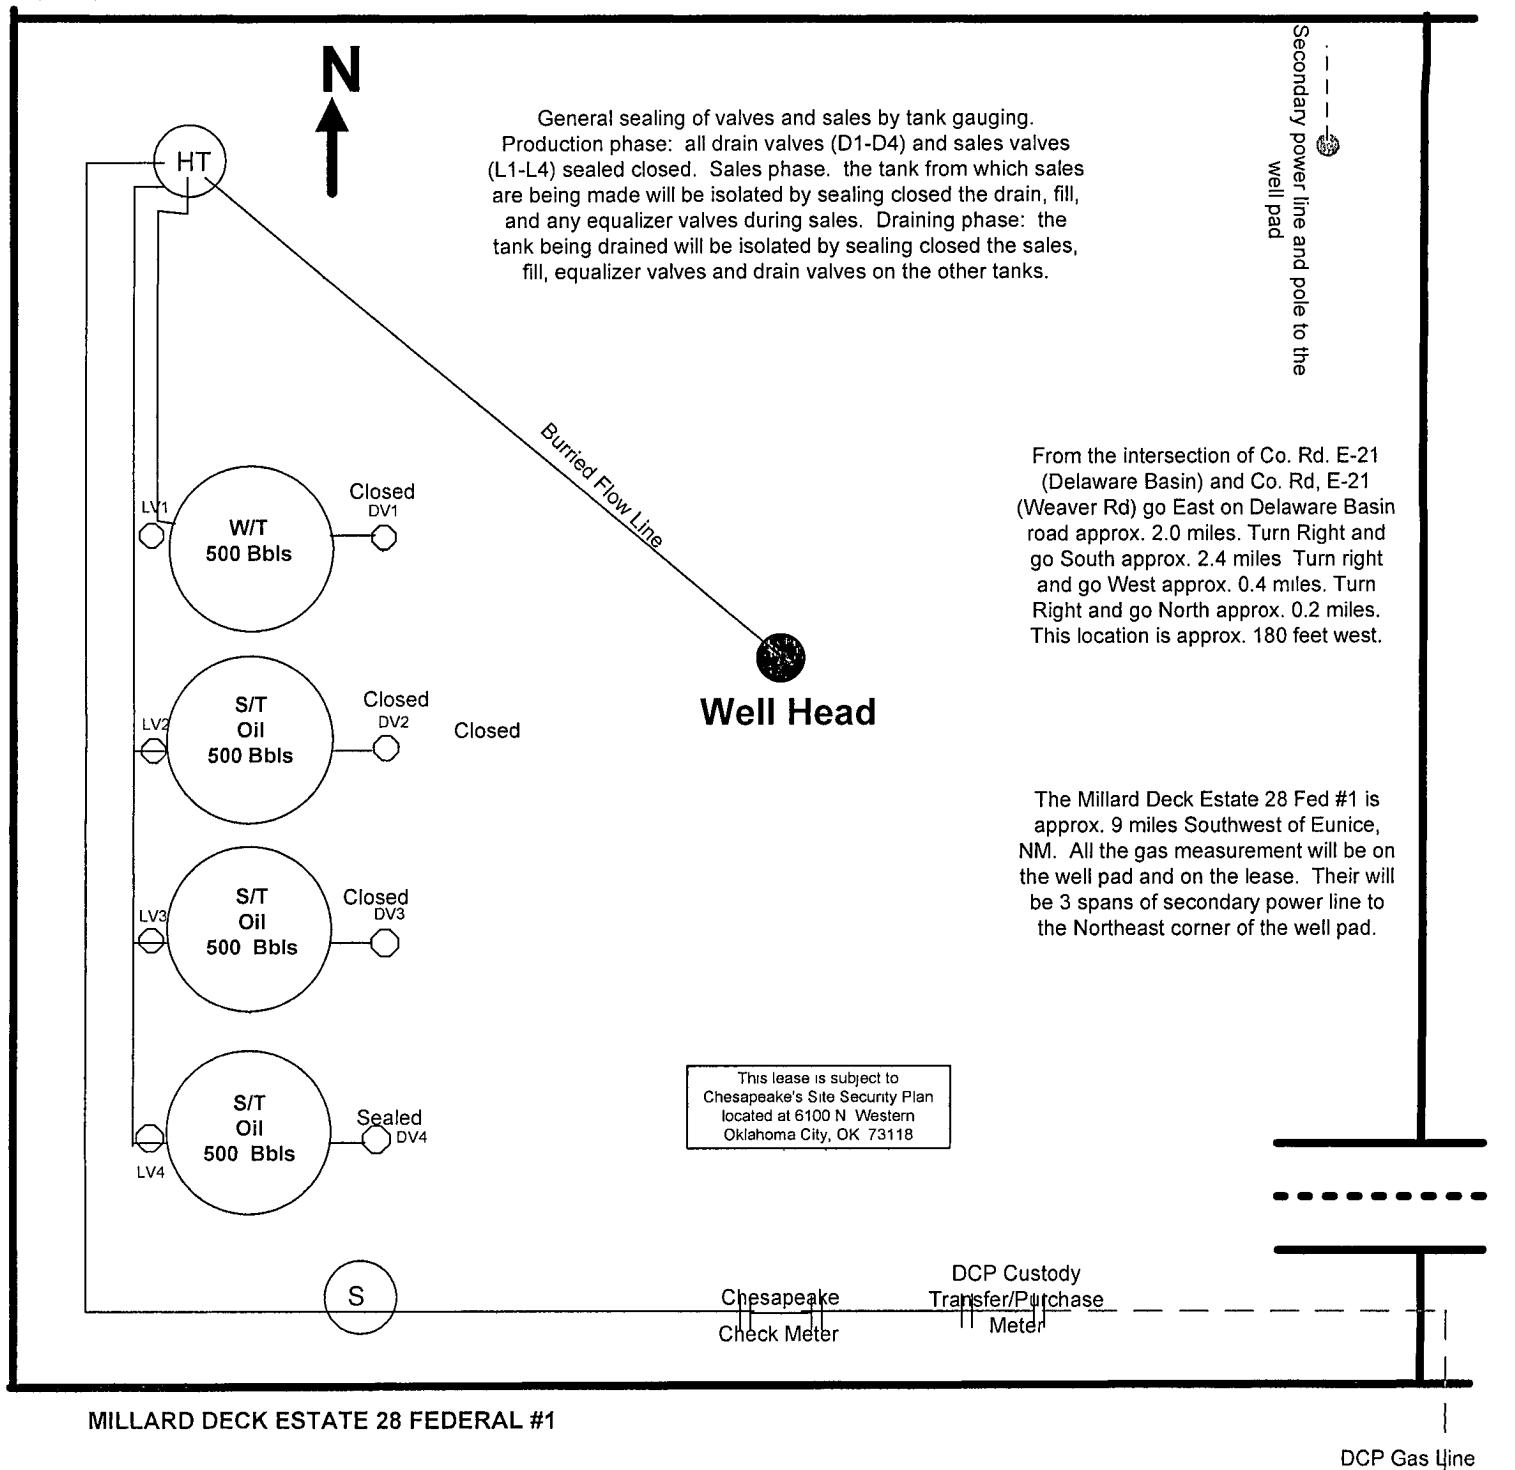 N
General sealing of valves and sales by tank gauging.
Production phase: all drain valves (D1-D4) and sales valves
(L1-L4) sealed closed. Sales phase. the tank from which sales
are being made will be isolated by sealing closed the drain, fill,
and any equalizer valves during sales. Draining phase: the
tank being drained will be isolated by sealing closed the sales,
fill, equalizer valves and drain valves on the other tanks.
Secondary power line and pole to the
well pad
HT
Burried Flow Line
From the intersection of Co. Rd. E-21
(Delaware Basin) and Co. Rd, E-21
(Weaver Rd) go East on Delaware Basin
road approx. 2.0 miles. Turn Right and
go South approx. 2.4 miles Turn right
and go West approx. 0.4 miles. Turn
Right and go North approx. 0.2 miles.
This location is approx. 180 feet west.
LV1
W/T
500 Bbls
Closed
DV1
Well Head
LV2
S/T
Oil
500 Bbls
Closed
DV2
Closed
The Millard Deck Estate 28 Fed #1 is
approx. 9 miles Southwest of Eunice,
NM. All the gas measurement will be on
the well pad and on the lease. Their will
be 3 spans of secondary power line to
the Northeast corner of the well pad.
LV3
S/T
Oil
500 Bbls
Closed
DV3
LV4
S/T
Oil
500 Bbls
Sealed
DV4
This lease is subject to
Chesapeake's Site Security Plan
located at 6100 N Western
Oklahoma City, OK 73118
S
Chesapeake
Check Meter
DCP Custody
Transfer/Purchase
Meter
MILLARD DECK ESTATE 28 FEDERAL #1
DCP Gas Line